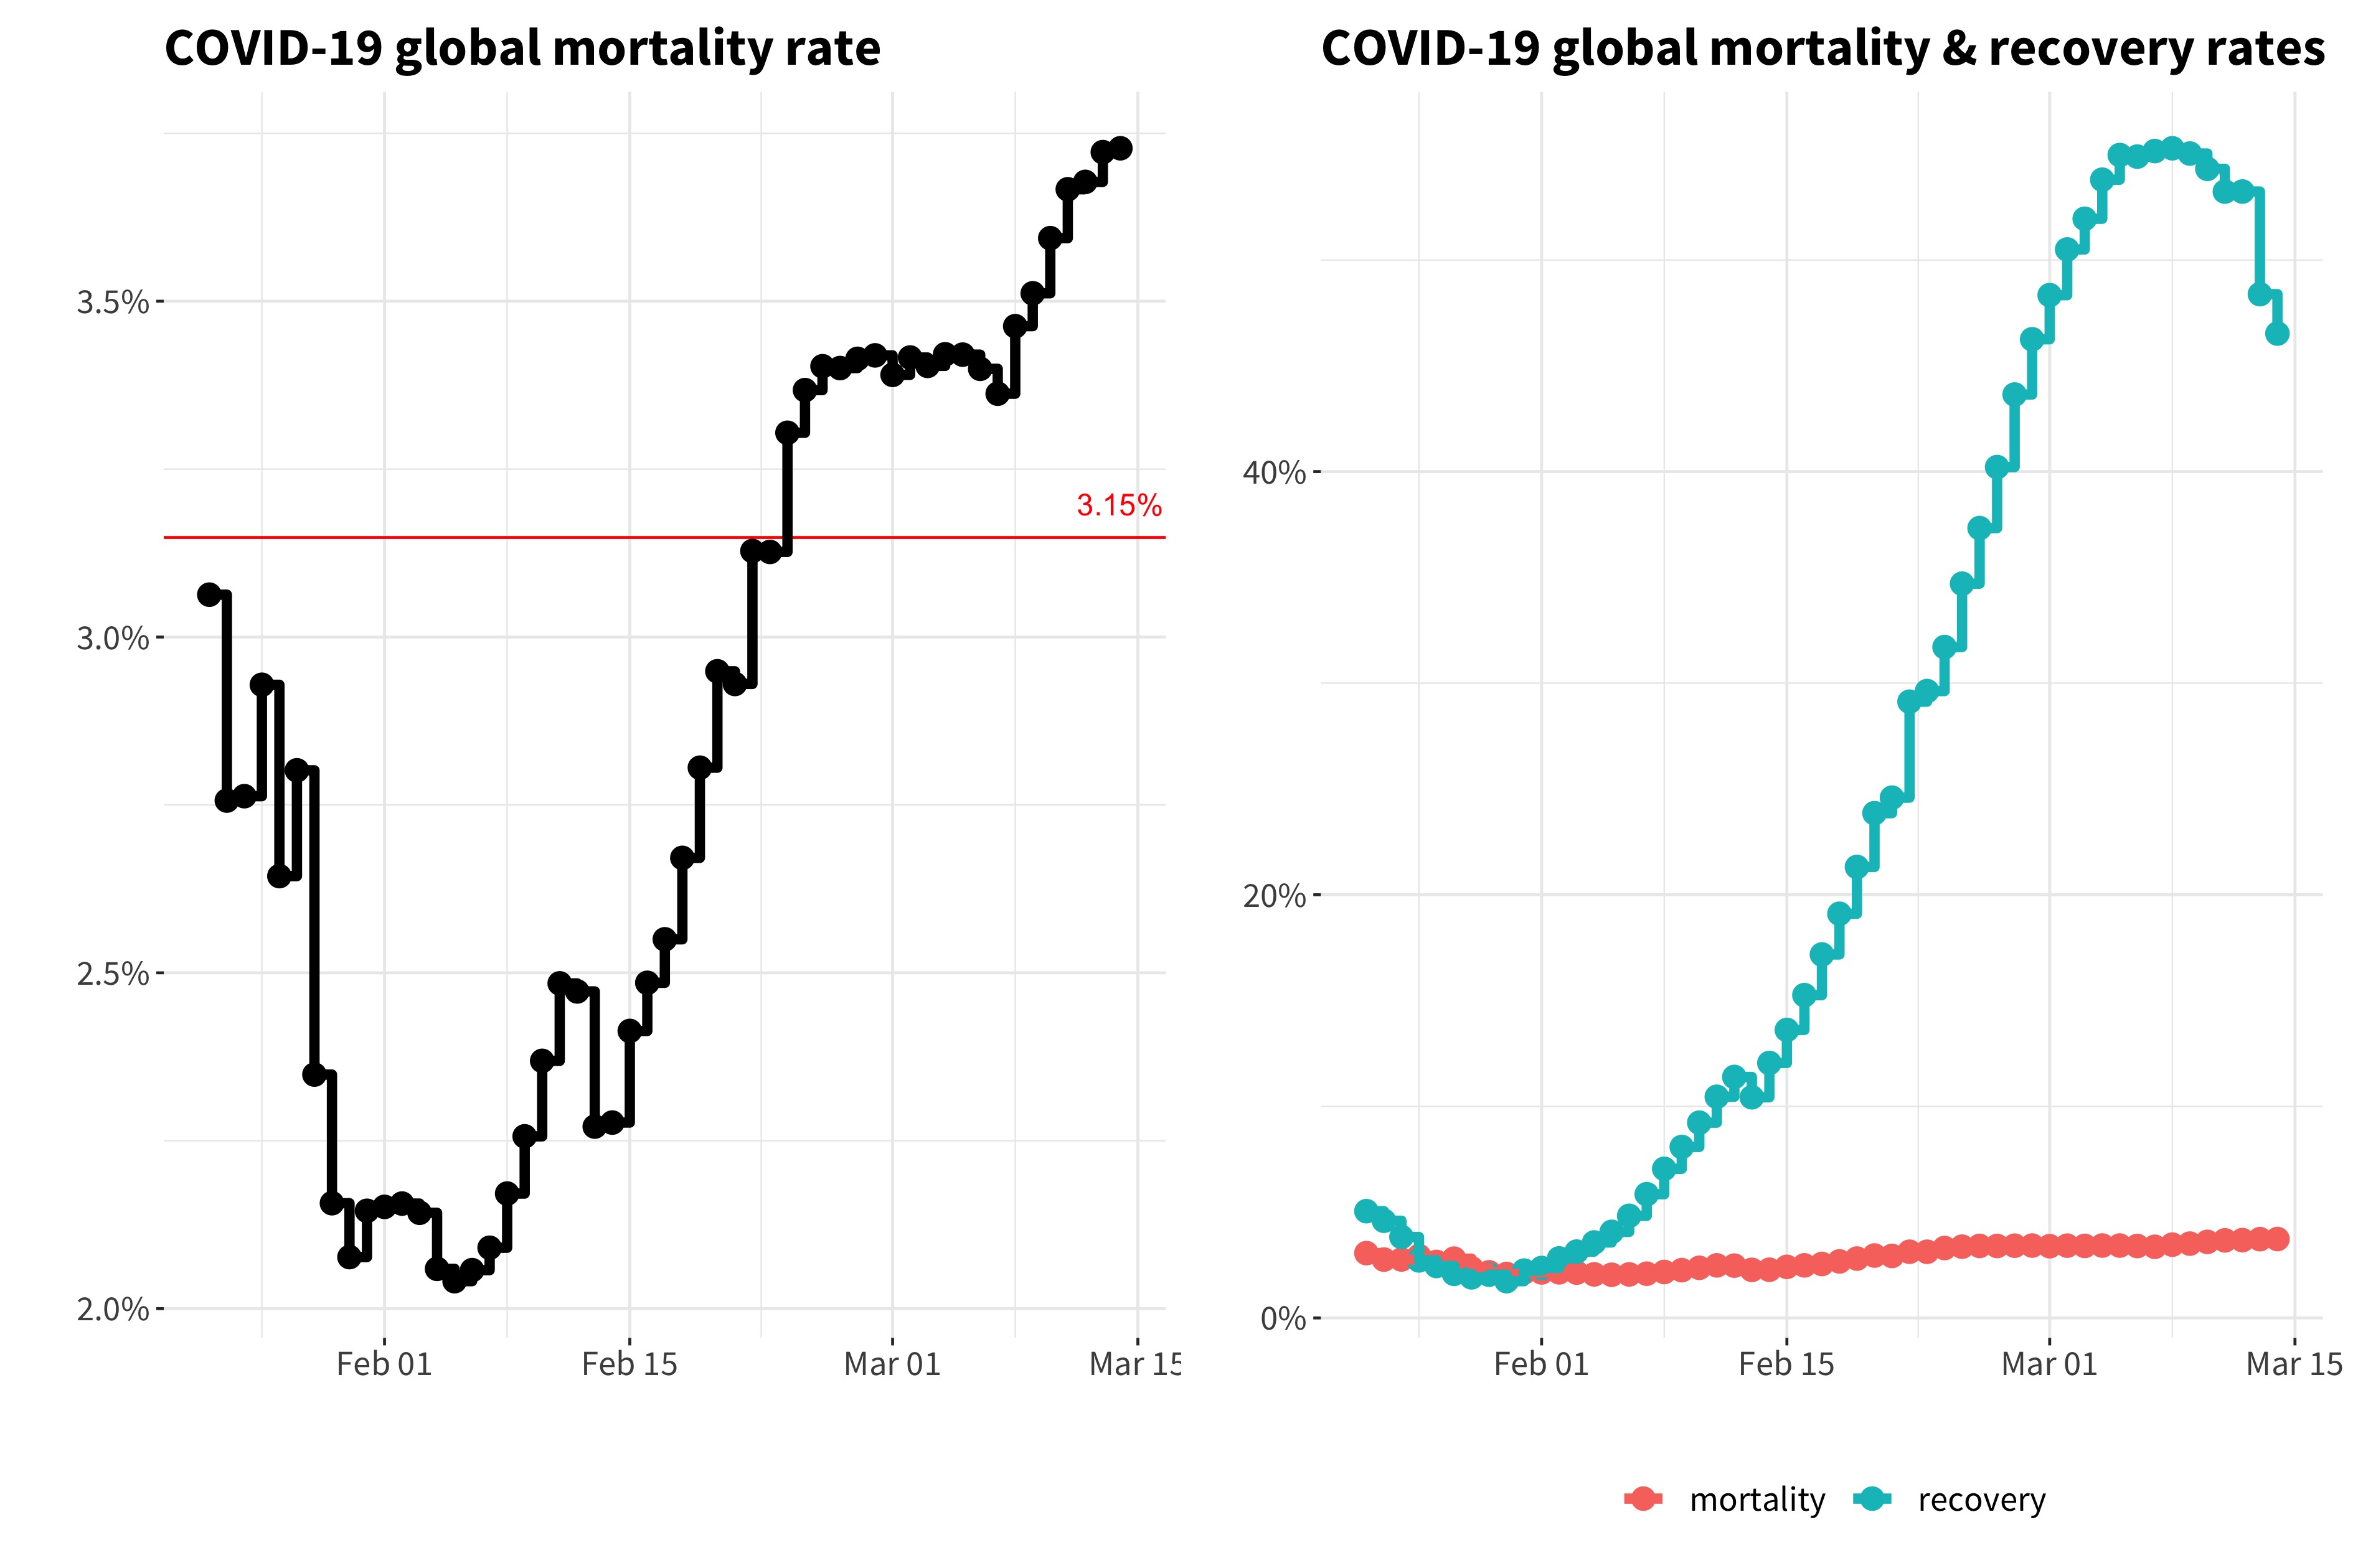 COVID-19 global mortality rate
3.5%
3.15%
3.0%
2.5%
2.0%
Feb 01 Feb 15 Mar 01 Mar 15
COVID-19 global mortality & recovery rates
40%
20%
0%
Feb 01 Feb 15 Mar 01 Mar 15
mortality recovery